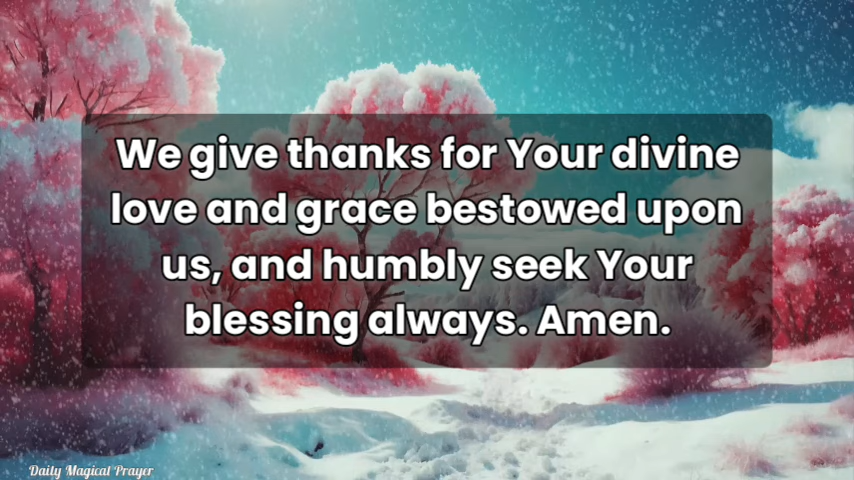 We give thanks for Your divine
love and grace bestowed upon
us, and humbly seek Your
blessing always. Amen.
Daily Magical Prayer